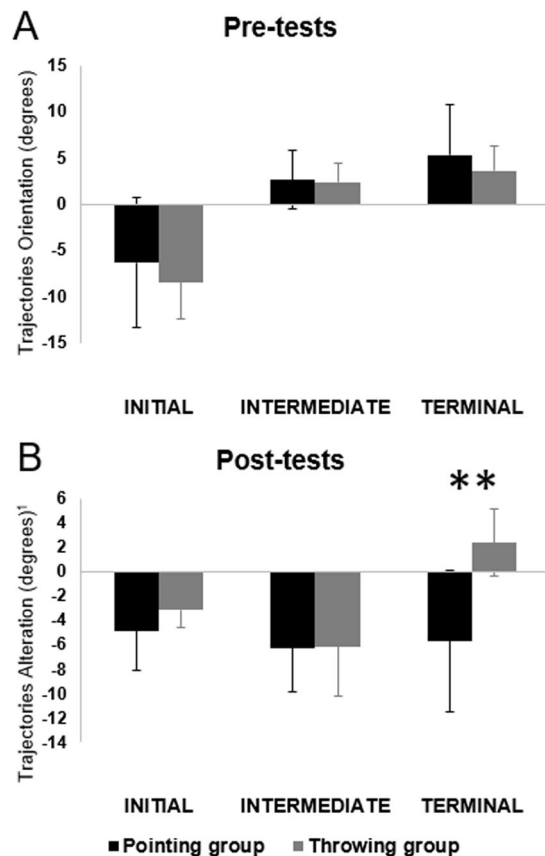 A
Pre-tests
Trajectories Orientation (degrees)
15
10
5
0
-5
-10
-15
INITIAL INTERMEDIATE TERMINAL
B
Post-tests
**
Trajectories Alteration (degrees)¹
6
4
2
0
-2
-4
-6
-8
-10
-12
-14
INITIAL INTERMEDIATE TERMINAL
Pointing group Throwing group